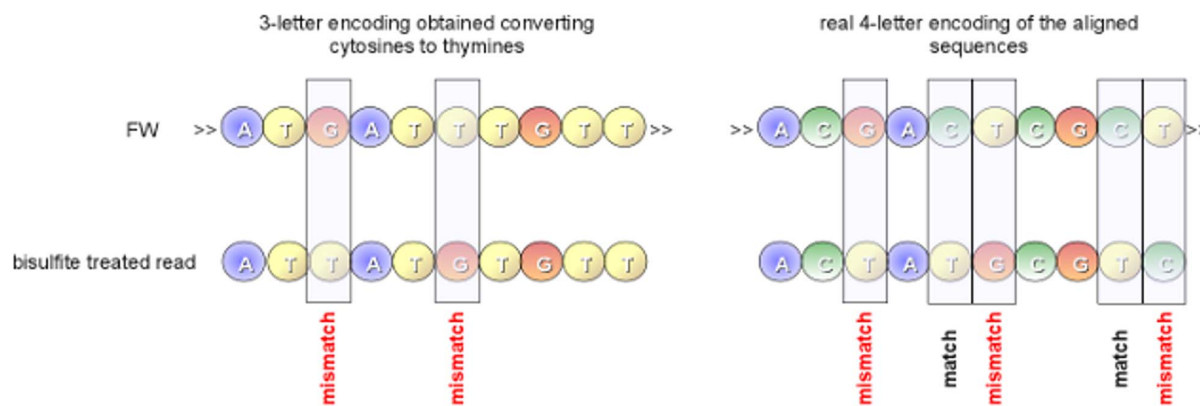 3-letter encoding obtained converting
cytosines to thymines
real 4-letter encoding of the aligned
sequences
FW >> A T G A T T T G T T >> >> A C G A C T C G C T >>
bisulfite treated read A T T A T G T G T T A C T A T G C G T C
mismatch mismatch mismatch match mismatch match mismatch